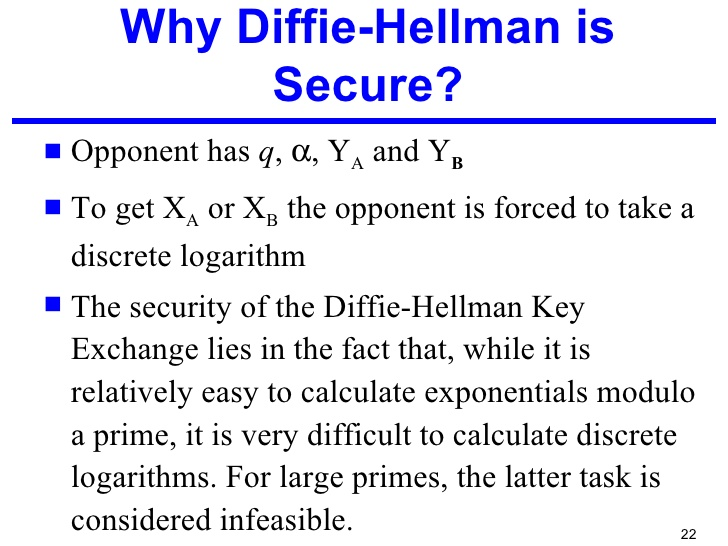 Why Diffie-Hellman is
Secure?
Opponent has q, α, YA and YB
To get XA or XB the opponent is forced to take a
discrete logarithm
The security of the Diffie-Hellman Key
Exchange lies in the fact that, while it is
relatively easy to calculate exponentials modulo
a prime, it is very difficult to calculate discrete
logarithms. For large primes, the latter task is
considered infeasible.
22